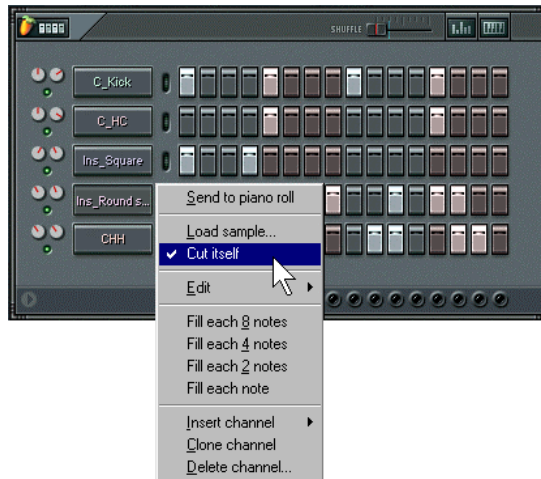 SHUFFLE
C_Kick
C_HC
Ins_Square
Ins_Round s...
CHH
Send to piano roll
Load sample...
Cut itself
Edit
Fill each 8 notes
Fill each 4 notes
Fill each 2 notes
Fill each note
Insert channel
Clone channel
Delete channel...